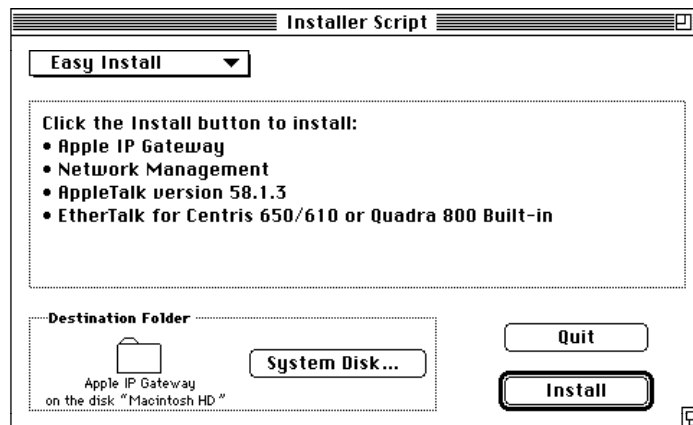 Installer Script
Easy Install
Click the Install button to install:
• Apple IP Gateway
• Network Management
• AppleTalk version 58.1.3
• EtherTalk for Centris 650/610 or Quadra 800 Built-in
Destination Folder
Apple IP Gateway
on the disk “Macintosh HD”
System Disk...
Quit
Install